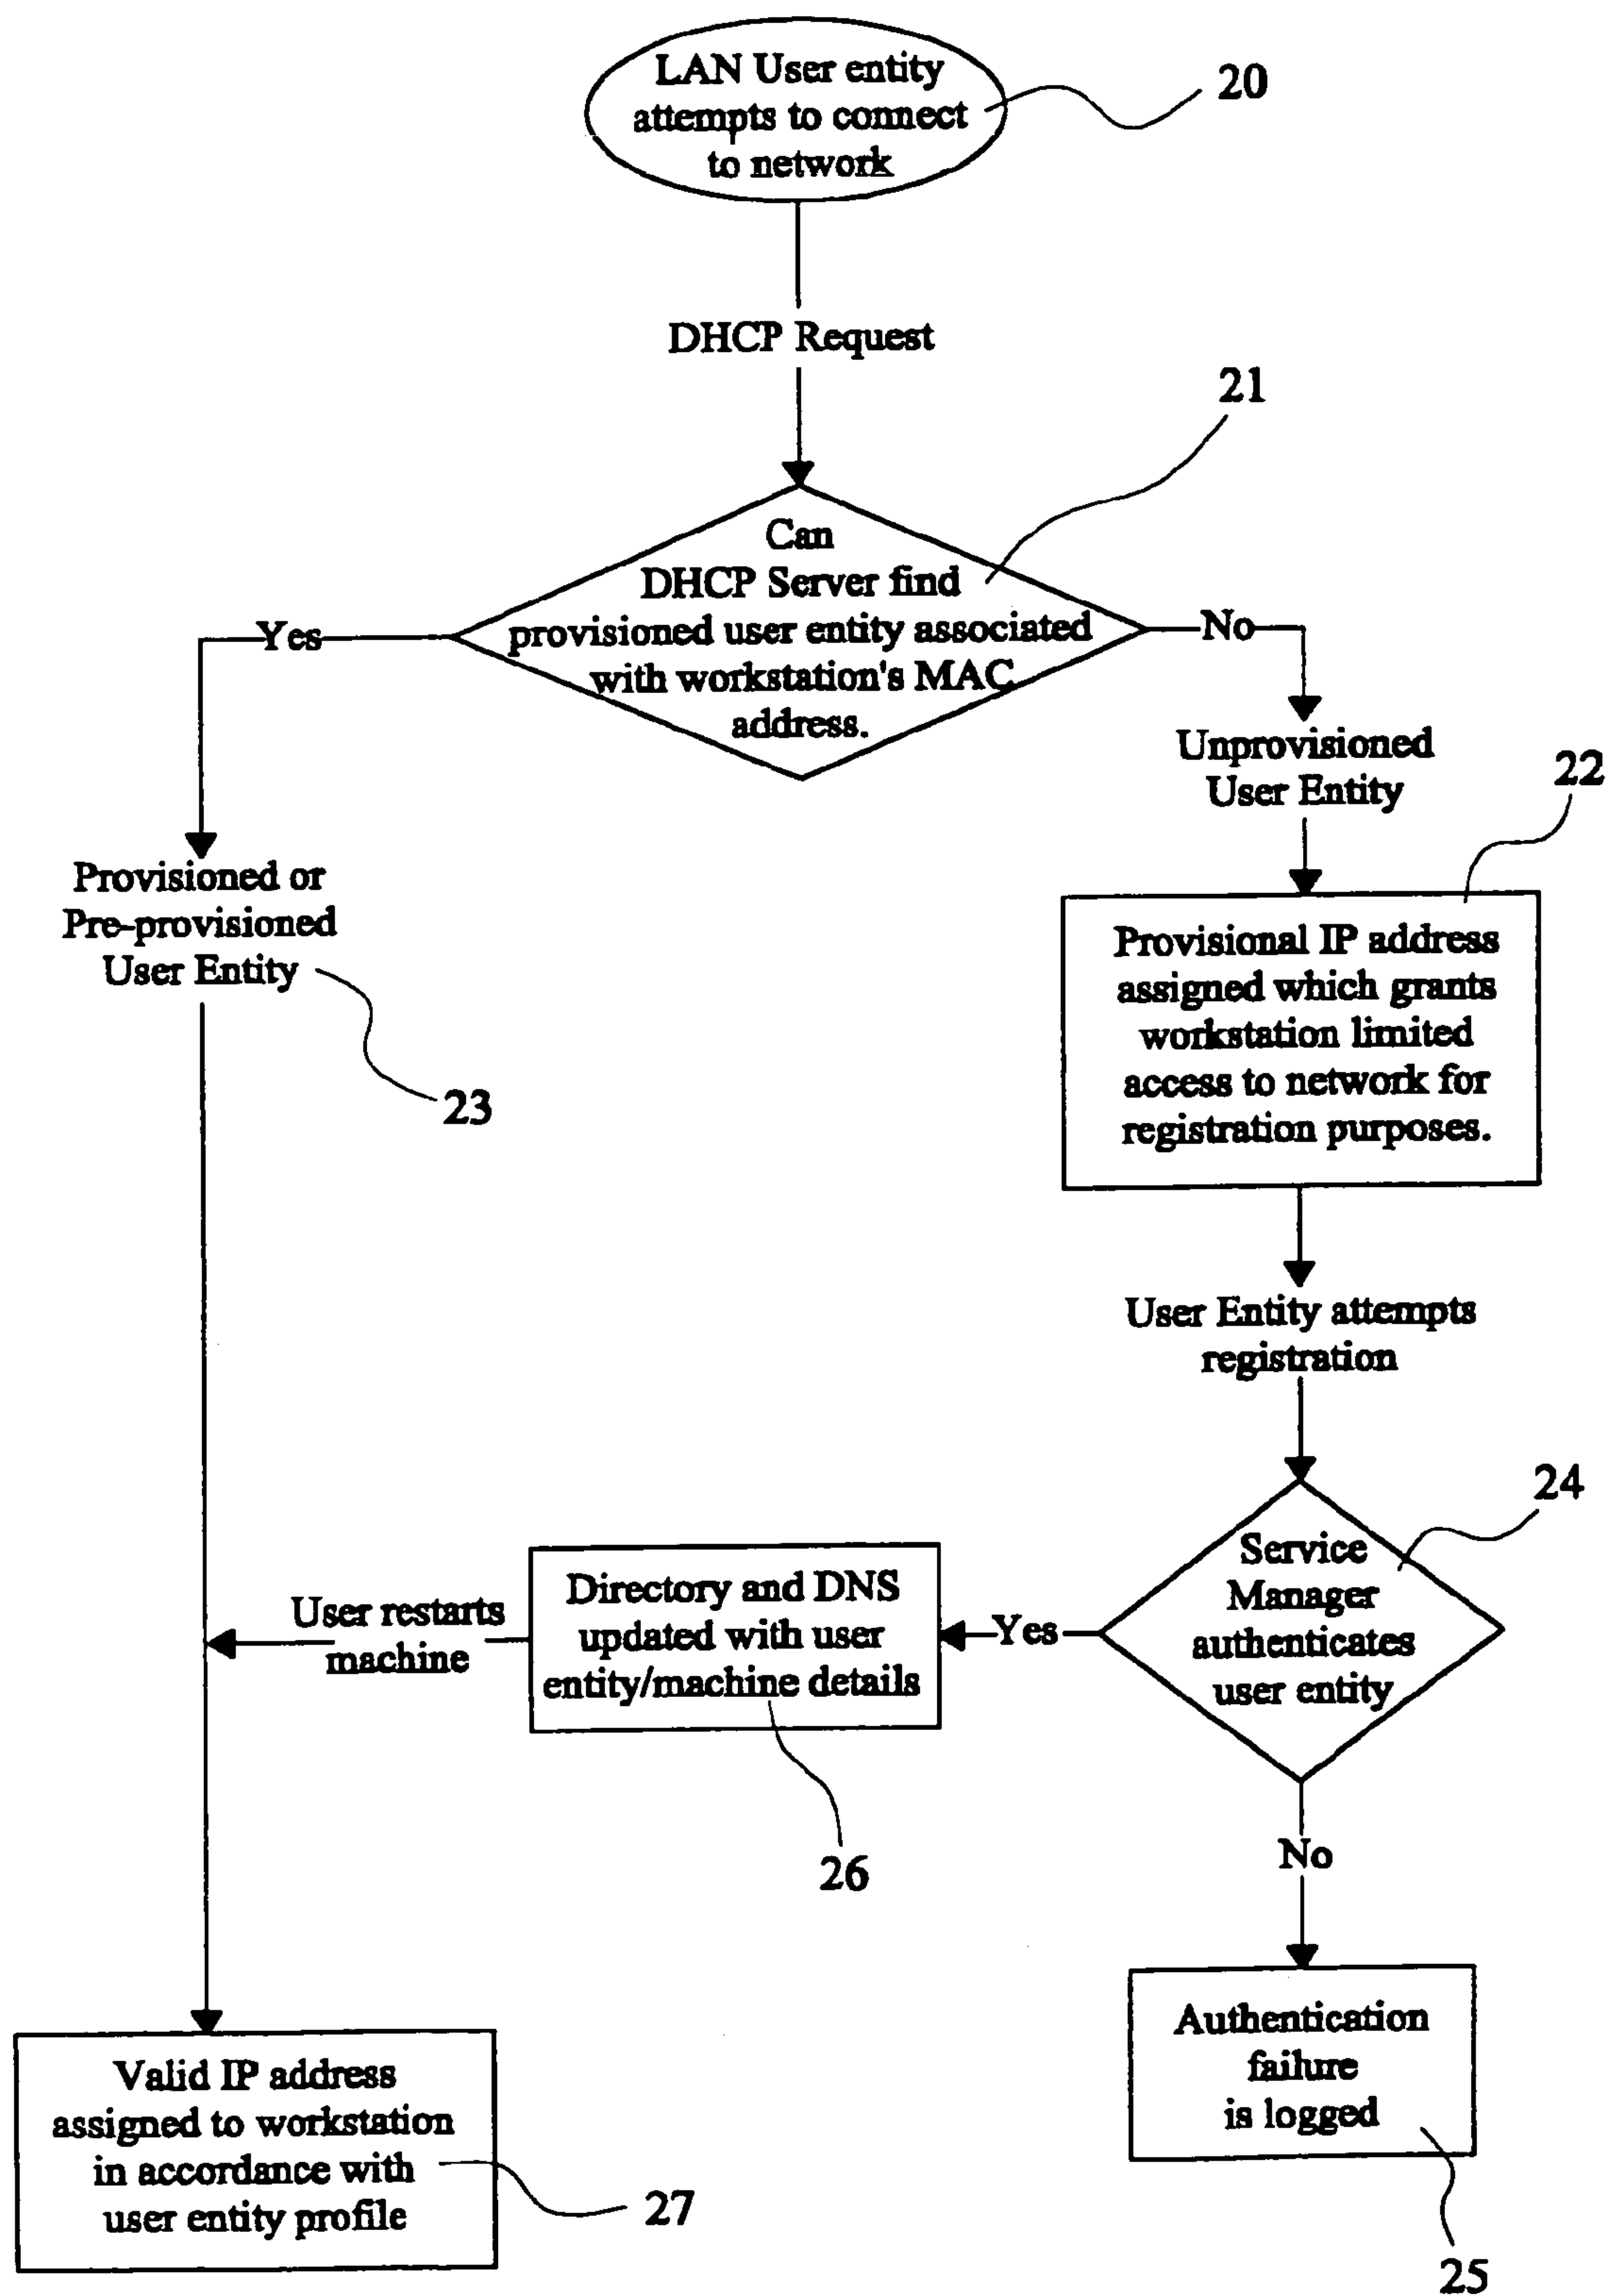 LAN User entity
attempts to connect
to network
20
DHCP Request
21
Can
DHCP Server find
provisioned user entity associated
with workstation's MAC
address.
Yes
No
Unprovisioned
User Entity
22
Provisioned or
Pre-provisioned
User Entity
23
Provisional IP address
assigned which grants
workstation limited
access to network for
registration purposes.
User Entity attempts
registration
24
Service
Manager
authenticates
user entity
Yes
Directory and DNS
updated with user
entity/machine details
User restarts
machine
26
No
Authentication
failure
is logged
25
Valid IP address
assigned to workstation
in accordance with
user entity profile
27